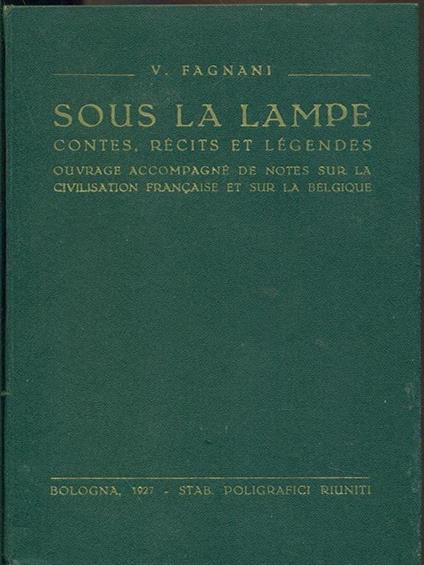 V. FAGNANI
SOUS LA LAMPE
CONTES, RÉCITS ET LÉGENDES
OUVRAGE ACCOMPAGNÉ DE NOTES SUR LA
CIVILISATION FRANÇAISE ET SUR LA BELGIQUE
BOLOGNA, 1927 - STAB. POLIGRAFICI RIUNITI